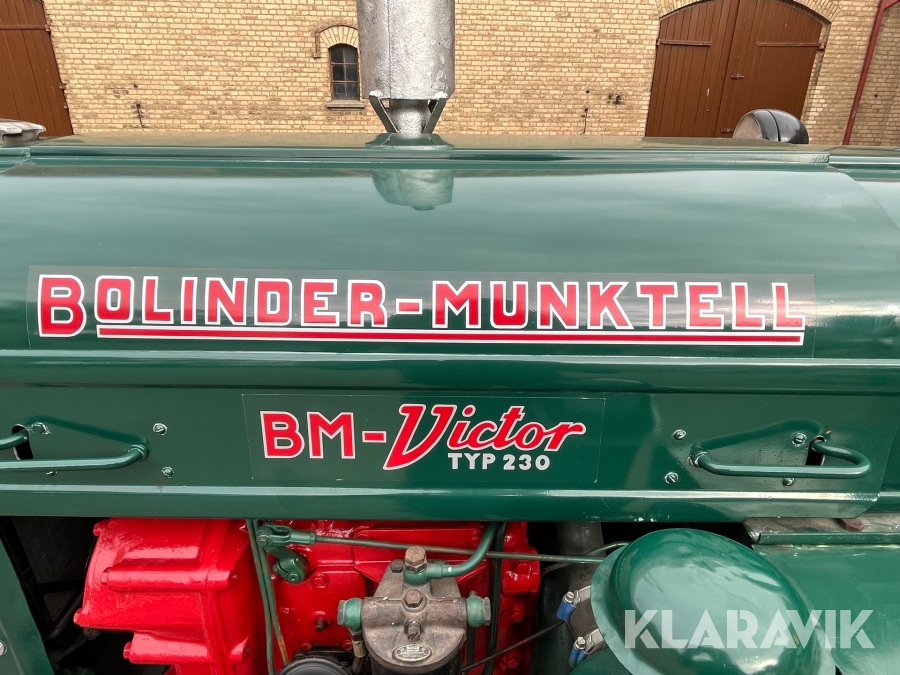 BOLINDER-MUNKTELL
BM-Victor
TYP 230
KLARAVIK